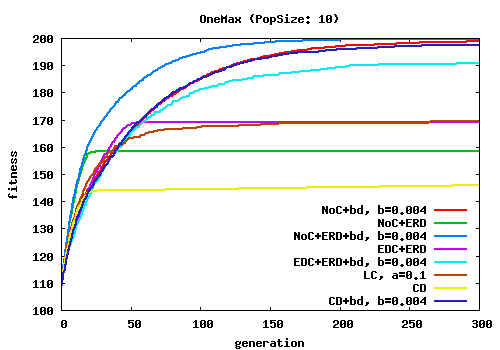 OneMax (PopSize: 10)
200
190
180
170
160
150
140
130
120
110
100
fitness
NoC+bd, b=0.004
NoC+ERD
NoC+ERD+bd, b=0.004
EDC+ERD
EDC+ERD+bd, b=0.004
LC, a=0.1
CD
CD+bd, b=0.004
0 50 100 150 200 250 300
generation